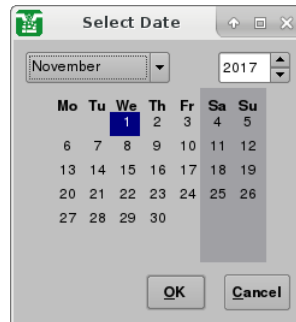 Select Date
November 2017
Mo Tu We Th Fr Sa Su
1 2 3 4 5
6 7 8 9 10 11 12
13 14 15 16 17 18 19
20 21 22 23 24 25 26
27 28 29 30
OK Cancel